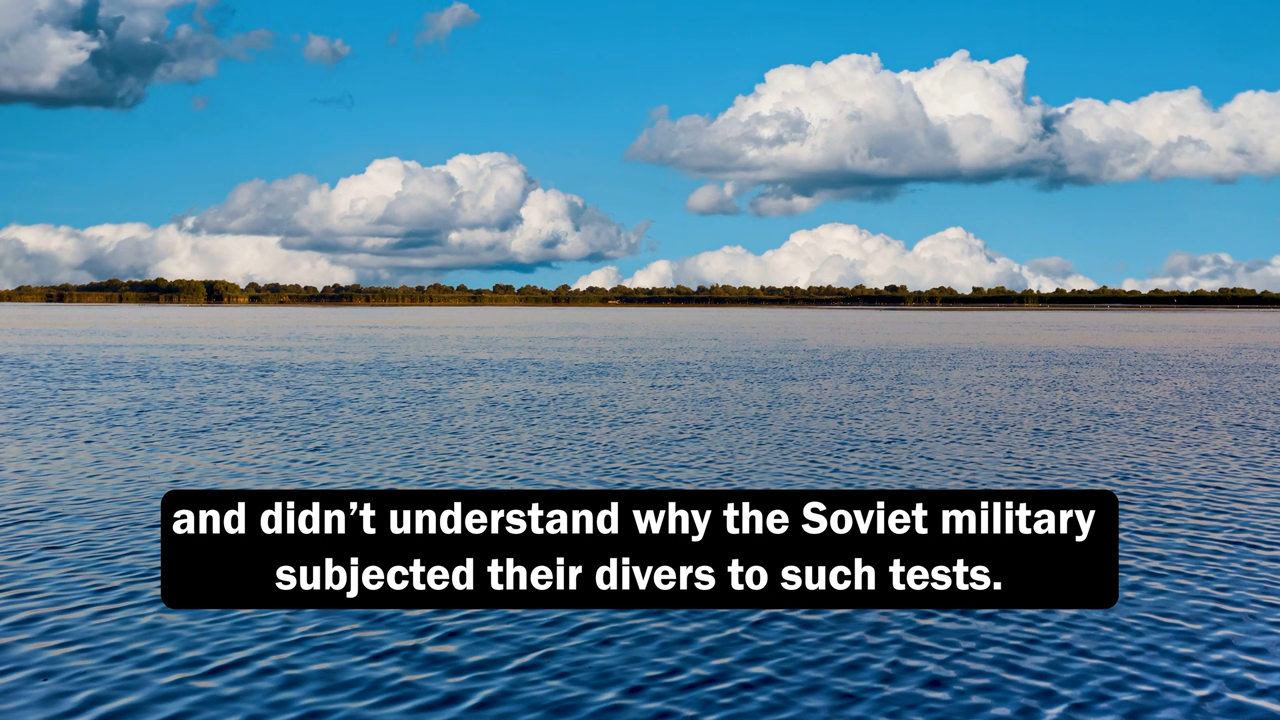 and didn’t understand why the Soviet military
subjected their divers to such tests.